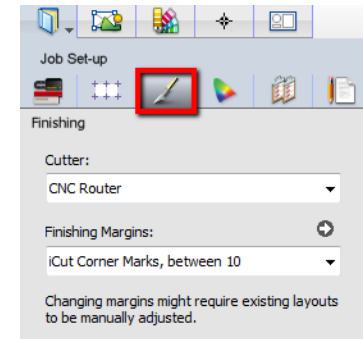 Job Set-up
Finishing
Cutter:
CNC Router
Finishing Margins:
iCut Corner Marks, between 10
Changing margins might require existing layouts
to be manually adjusted.